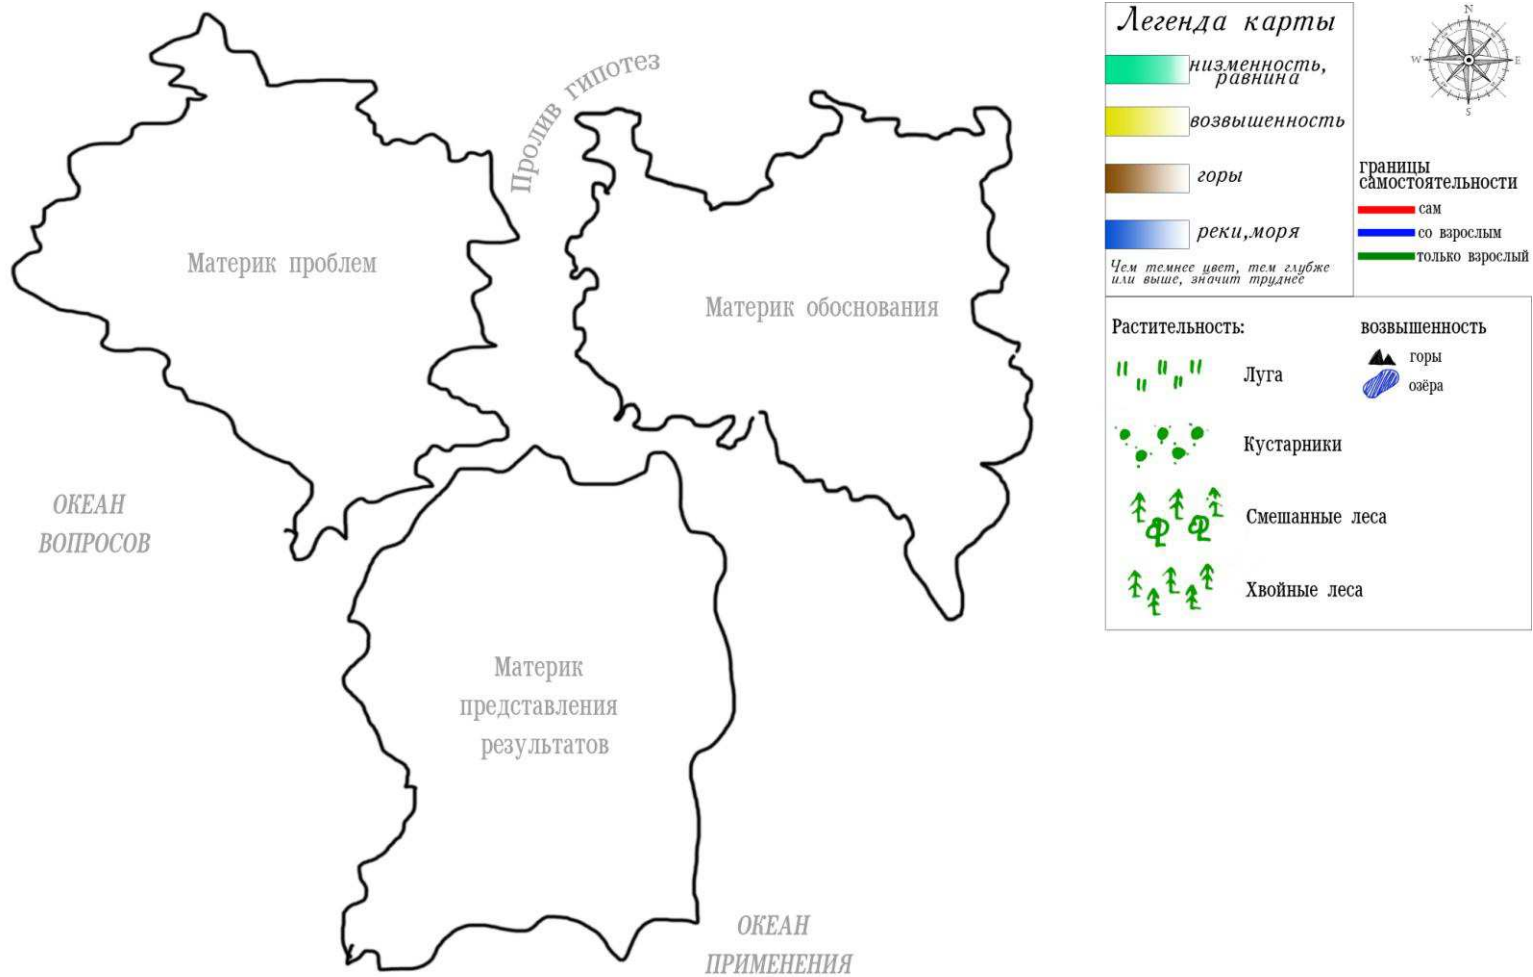 Пролив гипотез
Материк проблем
Материк обоснования
ОКЕАН
ВОПРОСОВ
Материк
представления
результатов
ОКЕАН
ПРИМЕНЕНИЯ
Легенда карты
низменность,
равнина
возвышенность
горы
реки,моря
Чем темнее цвет, тем глубже
или выше, значит труднее
N
W
E
S
границы
самостоятельности
сам
со взрослым
только взрослый
Растительность:
Луга
Кустарники
Смешанные леса
Хвойные леса
возвышенность
горы
озёра